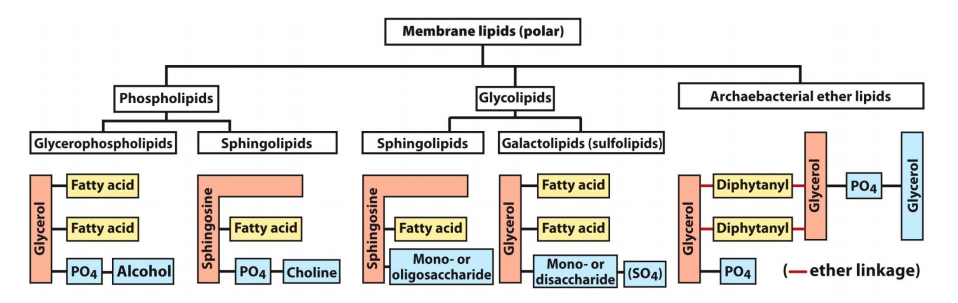 Membrane lipids (polar)
Phospholipids
Glycolipids
Archaebacterial ether lipids
Glycerophospholipids
Sphingolipids
Sphingolipids
Galactolipids (sulfolipids)
Glycerol
Fatty acid
Fatty acid
PO4
Alcohol
Sphingosine
Fatty acid
PO4
Choline
Sphingosine
Fatty acid
Mono- or
oligosaccharide
Glycerol
Fatty acid
Fatty acid
Mono- or
disaccharide
(SO4)
Glycerol
Diphytanyl
Diphytanyl
PO4
Glycerol
PO4
Glycerol
(— ether linkage)